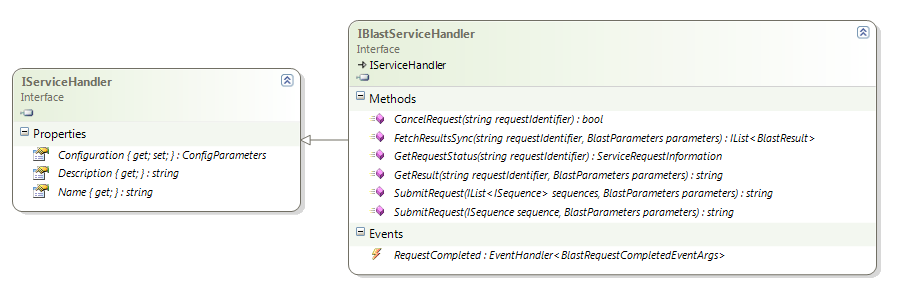 IServiceHandler
Interface
Properties
Configuration { get; set; } : ConfigParameters
Description { get; } : string
Name { get; } : string
IBlastServiceHandler
Interface
IServiceHandler
Methods
CancelRequest(string requestIdentifier) : bool
FetchResultsSync(string requestIdentifier, BlastParameters parameters) : IList<BlastResult>
GetRequestStatus(string requestIdentifier) : ServiceRequestInformation
GetResult(string requestIdentifier, BlastParameters parameters) : string
SubmitRequest(IList<ISequence> sequences, BlastParameters parameters) : string
SubmitRequest(ISequence sequence, BlastParameters parameters) : string
Events
RequestCompleted : EventHandler<BlastRequestCompletedEventArgs>